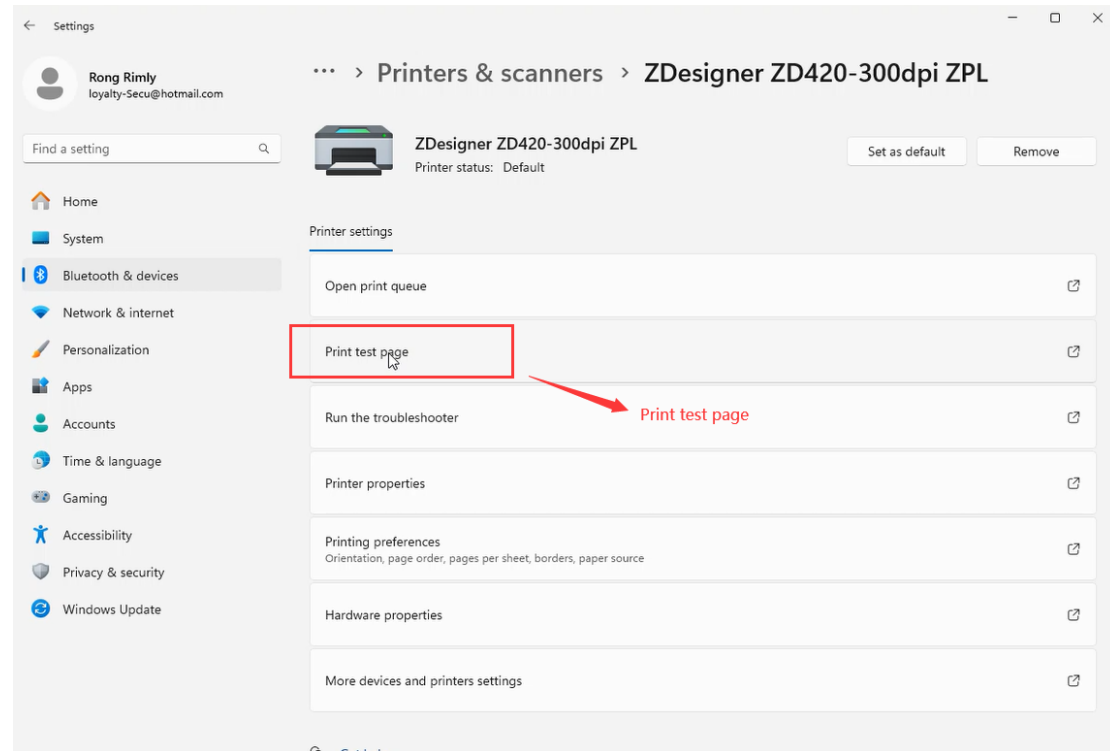 Settings
Rong Rimly
loyalty-Secu@hotmail.com
Find a setting
Home
System
Bluetooth & devices
Network & internet
Personalization
Apps
Accounts
Time & language
Gaming
Accessibility
Privacy & security
Windows Update
··· > Printers & scanners > ZDesigner ZD420-300dpi ZPL
ZDesigner ZD420-300dpi ZPL
Printer status: Default
Set as default
Remove
Printer settings
Open print queue
Print test page
Print test page
Run the troubleshooter
Printer properties
Printing preferences
Orientation, page order, pages per sheet, borders, paper source
Hardware properties
More devices and printers settings